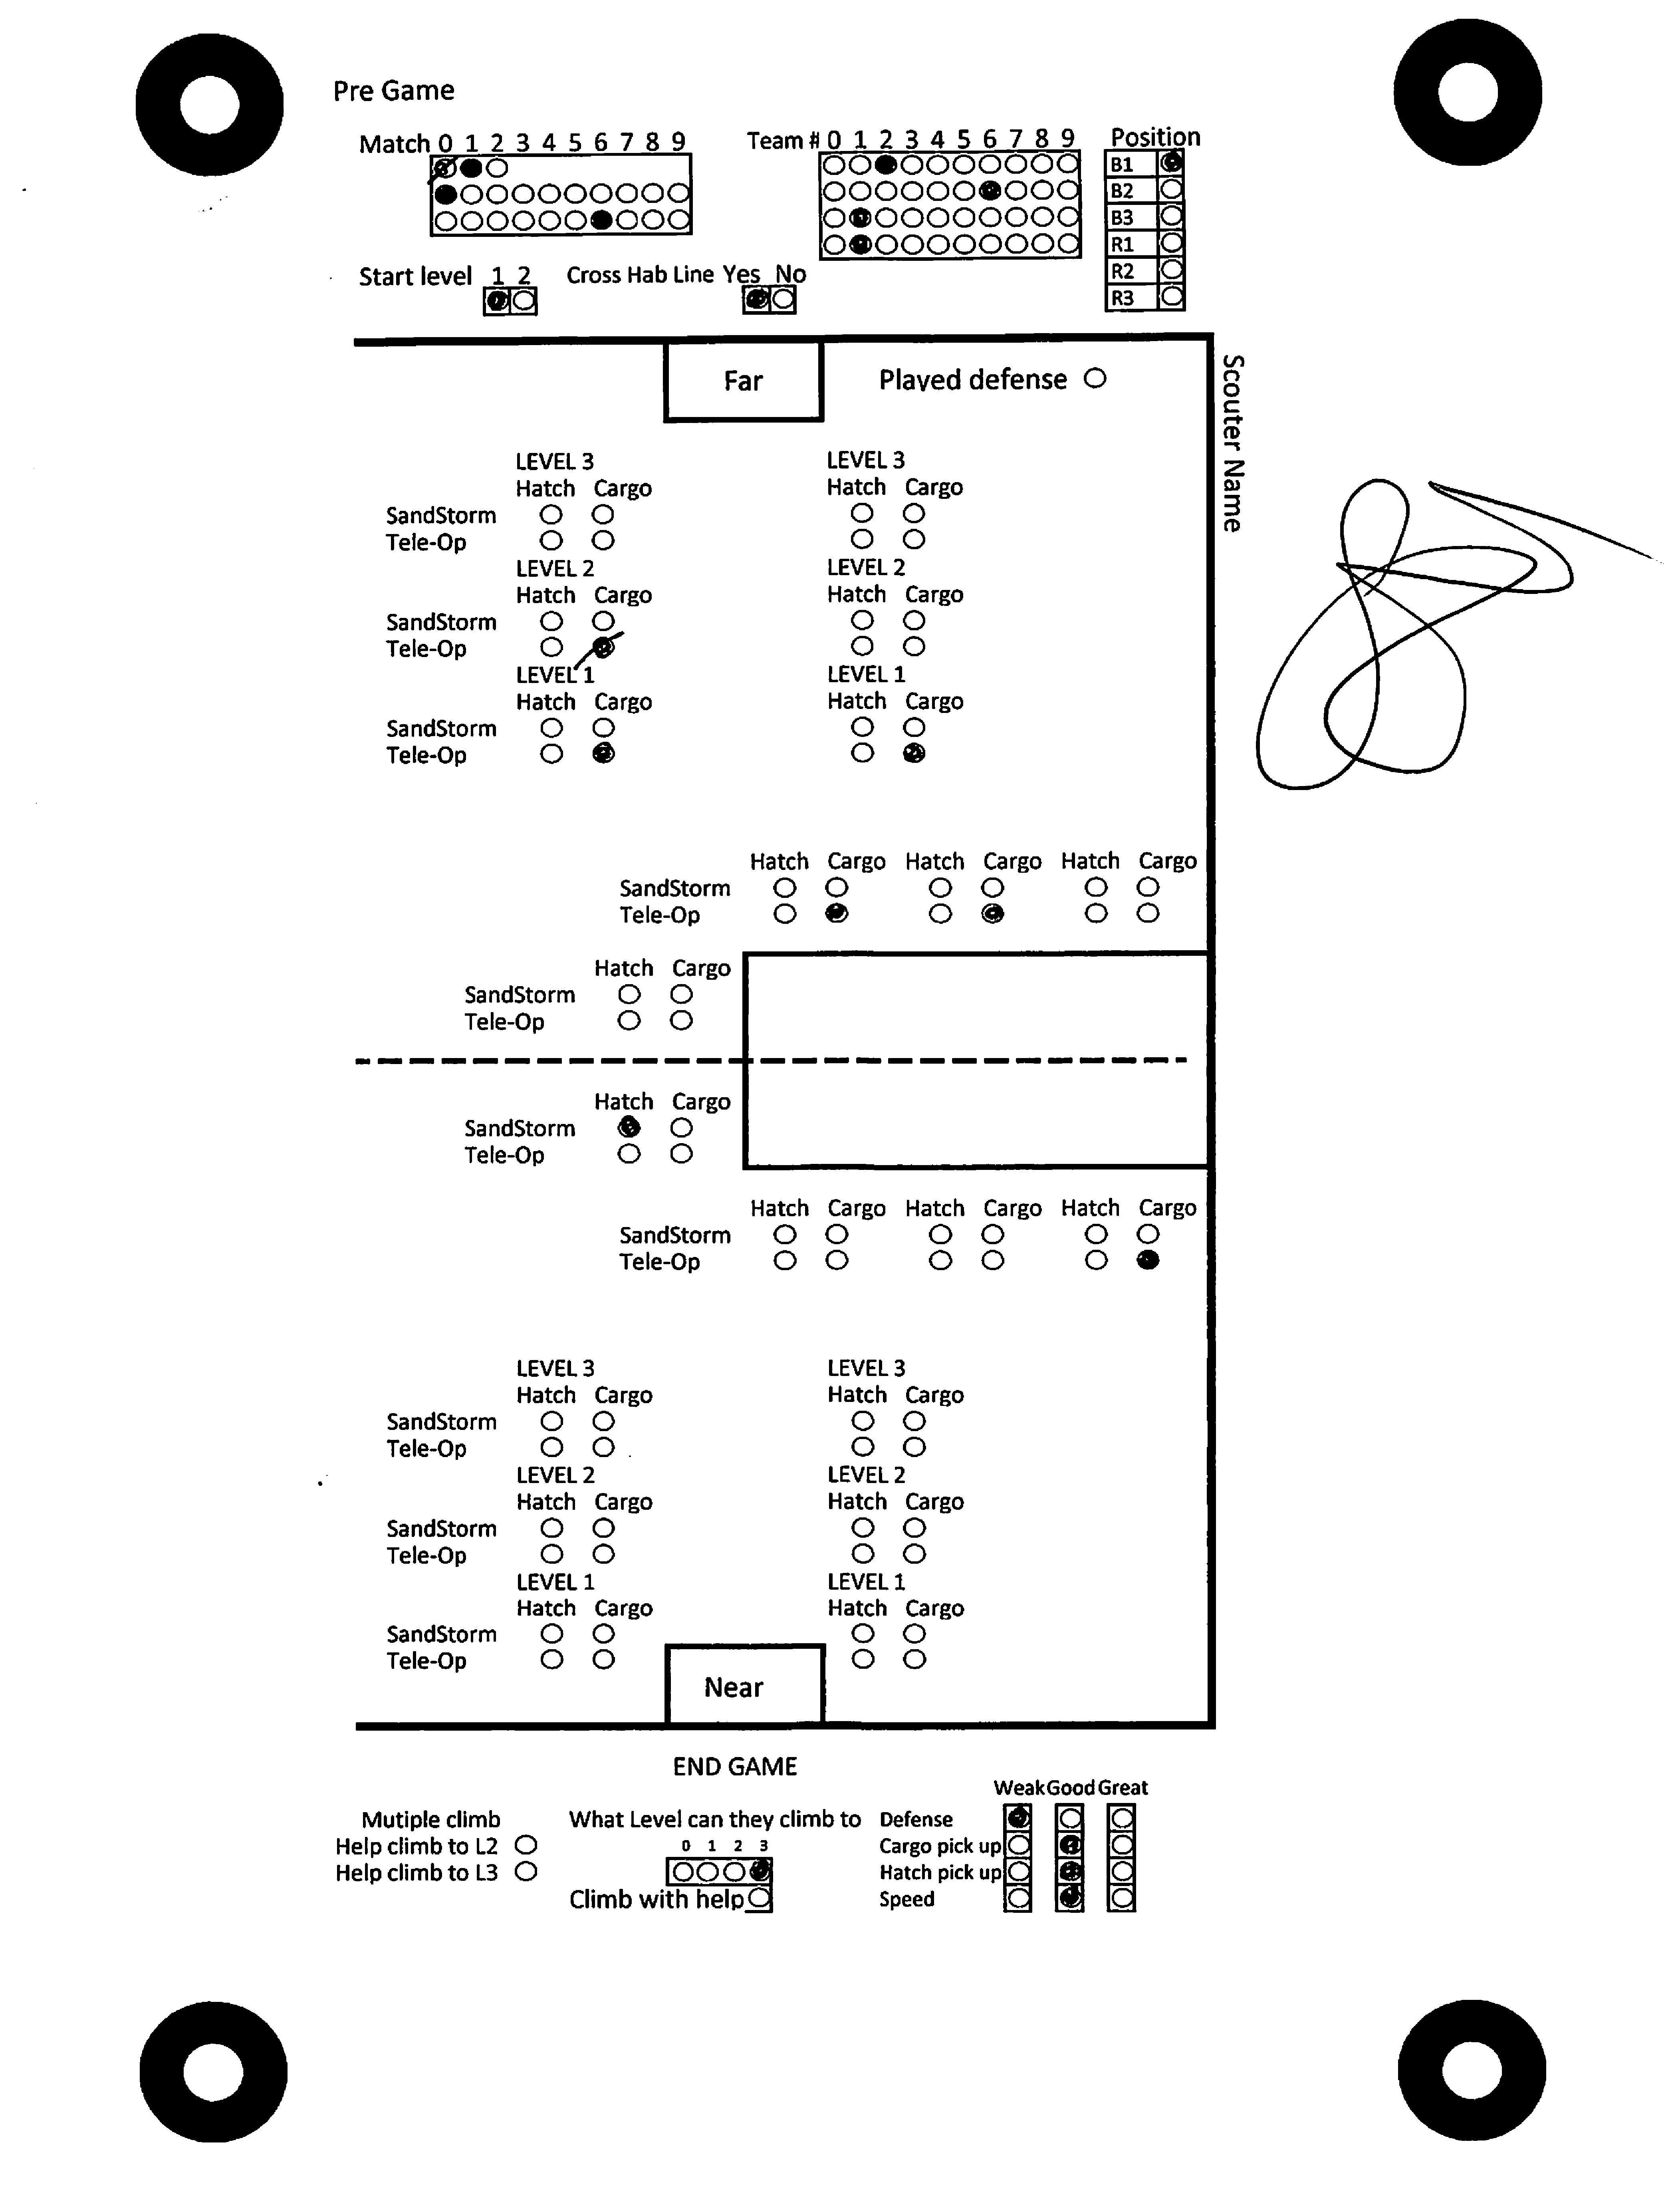 Pre Game
Match 0 1 2 3 4 5 6 7 8 9
Team # 0 1 2 3 4 5 6 7 8 9
Position
B1
B2
B3
R1
R2
R3
Start level 1 2
Cross Hab Line Yes No
Far
Played defense
Scouter Name
LEVEL 3 LEVEL 3
Hatch Cargo Hatch Cargo
SandStorm
Tele-Op
LEVEL 2 LEVEL 2
Hatch Cargo Hatch Cargo
SandStorm
Tele-Op
LEVEL 1 LEVEL 1
Hatch Cargo Hatch Cargo
SandStorm
Tele-Op
Hatch Cargo Hatch Cargo Hatch Cargo
SandStorm
Tele-Op
Hatch Cargo
SandStorm
Tele-Op
Hatch Cargo
SandStorm
Tele-Op
Hatch Cargo Hatch Cargo Hatch Cargo
SandStorm
Tele-Op
LEVEL 3 LEVEL 3
Hatch Cargo Hatch Cargo
SandStorm
Tele-Op
LEVEL 2 LEVEL 2
Hatch Cargo Hatch Cargo
SandStorm
Tele-Op
LEVEL 1 LEVEL 1
Hatch Cargo Hatch Cargo
SandStorm
Tele-Op
Near
END GAME
Mutiple climb
Help climb to L2
Help climb to L3
What Level can they climb to
0 1 2 3
Climb with help
Weak Good Great
Defense
Cargo pick up
Hatch pick up
Speed